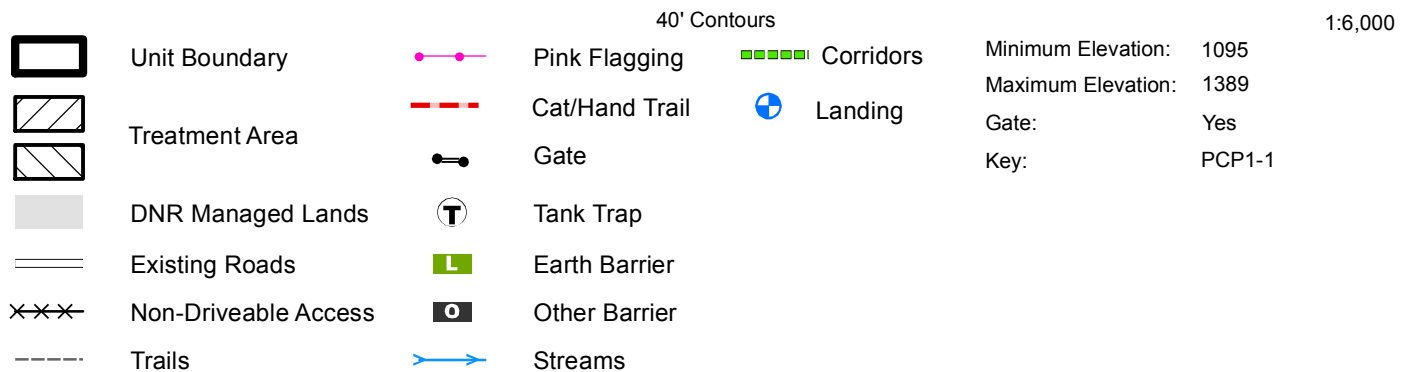 40' Contours
1:6,000
Unit Boundary
Treatment Area
DNR Managed Lands
Existing Roads
Non-Driveable Access
Trails
Pink Flagging
Cat/Hand Trail
Gate
T Tank Trap
L Earth Barrier
O Other Barrier
Streams
Corridors
Landing
Minimum Elevation: 1095
Maximum Elevation: 1389
Gate: Yes
Key: PCP1-1